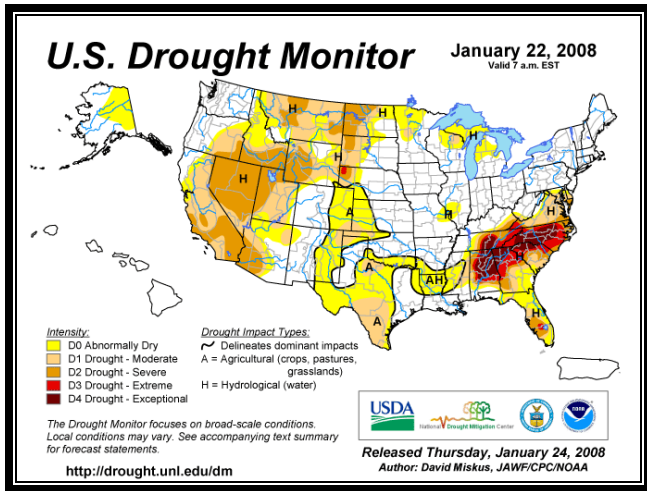 U.S. Drought Monitor
January 22, 2008
Valid 7 a.m. EST
H
H
H
H
H
H
A
H
H
A
AH
H
A
H
Intensity:
D0 Abnormally Dry
D1 Drought - Moderate
D2 Drought - Severe
D3 Drought - Extreme
D4 Drought - Exceptional
Drought Impact Types:
Delineates dominant impacts
A = Agricultural (crops, pastures,
grasslands)
H = Hydrological (water)
The Drought Monitor focuses on broad-scale conditions.
Local conditions may vary. See accompanying text summary
for forecast statements.
http://drought.unl.edu/dm
USDA
National Drought Mitigation Center
Released Thursday, January 24, 2008
Author: David Miskus, JAWF/CPC/NOAA